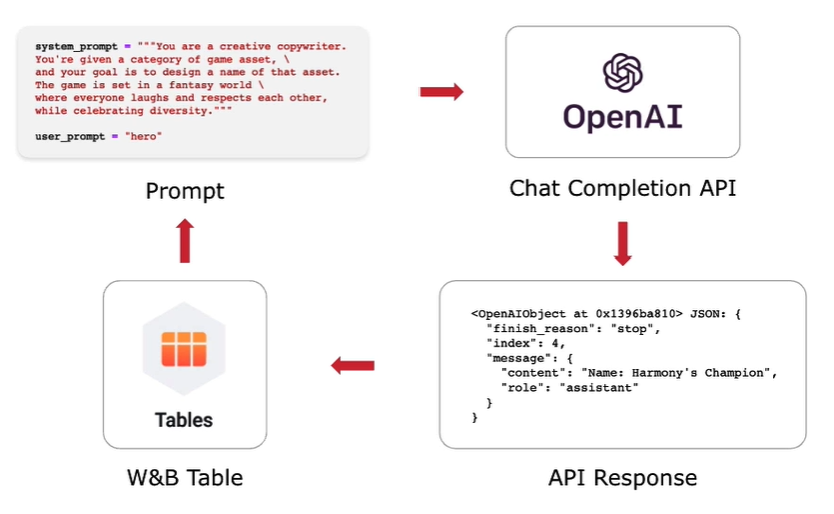 system_prompt = """You are a creative copywriter.
You're given a category of game asset, \
and your goal is to design a name of that asset.
The game is set in a fantasy world \
where everyone laughs and respects each other,
while celebrating diversity."""
user_prompt = "hero"
Prompt
OpenAI
Chat Completion API
Tables
W&B Table
<OpenAIObject at 0x1396ba810> JSON: {
"finish_reason": "stop",
"index": 4,
"message": {
"content": "Name: Harmony's Champion",
"role": "assistant"
}
}
API Response